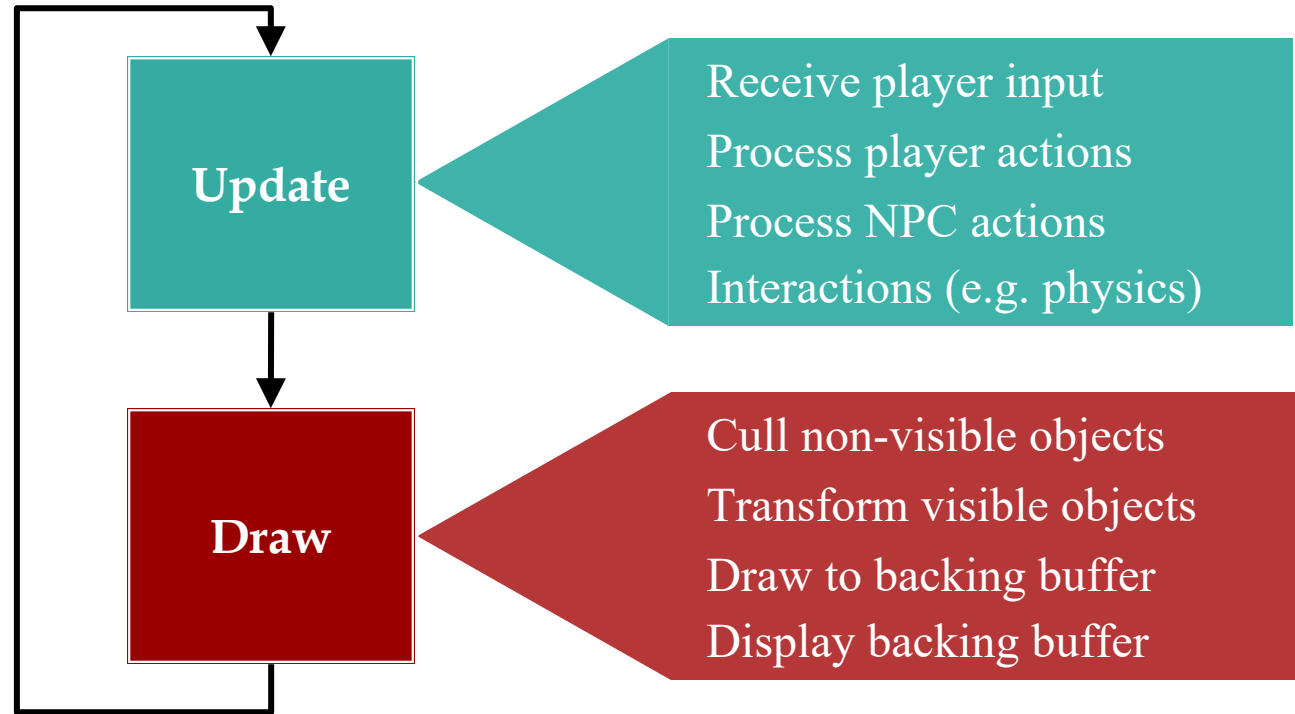 Update
Receive player input
Process player actions
Process NPC actions
Interactions (e.g. physics)
Draw
Cull non-visible objects
Transform visible objects
Draw to backing buffer
Display backing buffer